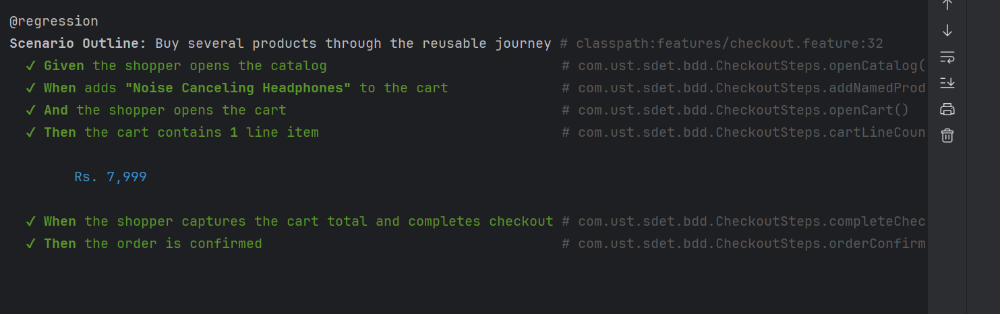 @regression
Scenario Outline: Buy several products through the reusable journey # classpath:features/checkout.feature:32
✓ Given the shopper opens the catalog # com.ust.sdet.bdd.CheckoutSteps.openCatalog(
✓ When adds "Noise Canceling Headphones" to the cart # com.ust.sdet.bdd.CheckoutSteps.addNamedProd
✓ And the shopper opens the cart # com.ust.sdet.bdd.CheckoutSteps.openCart()
✓ Then the cart contains 1 line item # com.ust.sdet.bdd.CheckoutSteps.cartLineCoun
Rs. 7,999
✓ When the shopper captures the cart total and completes checkout # com.ust.sdet.bdd.CheckoutSteps.completeChec
✓ Then the order is confirmed # com.ust.sdet.bdd.CheckoutSteps.orderConfirm